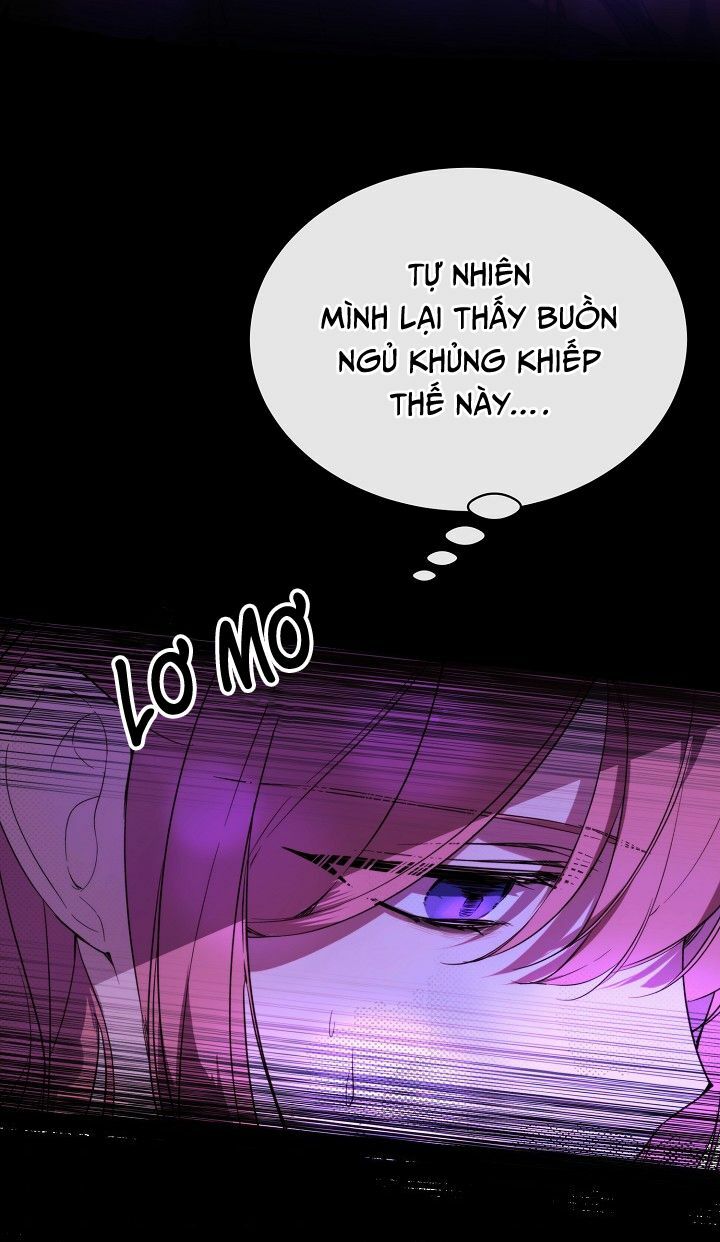 TỰ NHIÊN
MÌNH LẠI THẤY BUỒN
NGỦ KHỦNG KHIẾP
THẾ NÀY....
LƠ MƠ